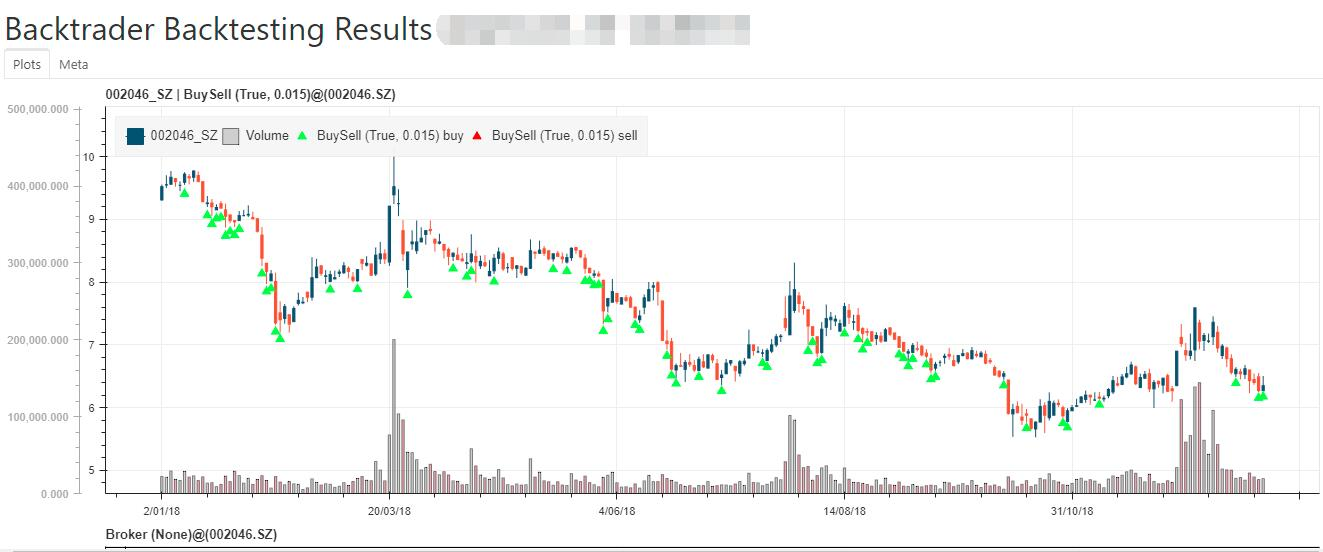 Backtrader Backtesting Results
Plots Meta
002046_SZ | BuySell (True, 0.015)@(002046.SZ)
002046_SZ Volume BuySell (True, 0.015) buy BuySell (True, 0.015) sell
500,000.000
400,000.000
300,000.000
200,000.000
100,000.000
0.000
10
9
8
7
6
5
2/01/18 20/03/18 4/06/18 14/08/18 31/10/18
Broker (None)@(002046.SZ)